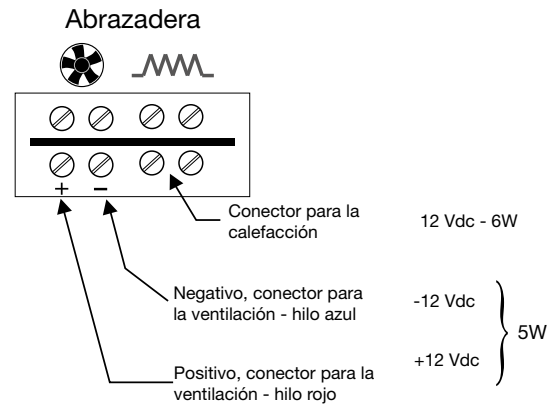 Abrazadera
+ −
Conector para la
calefacción
12 Vdc - 6W
Negativo, conector para
la ventilación - hilo azul
-12 Vdc
5W
+12 Vdc
Positivo, conector para la
ventilación - hilo rojo